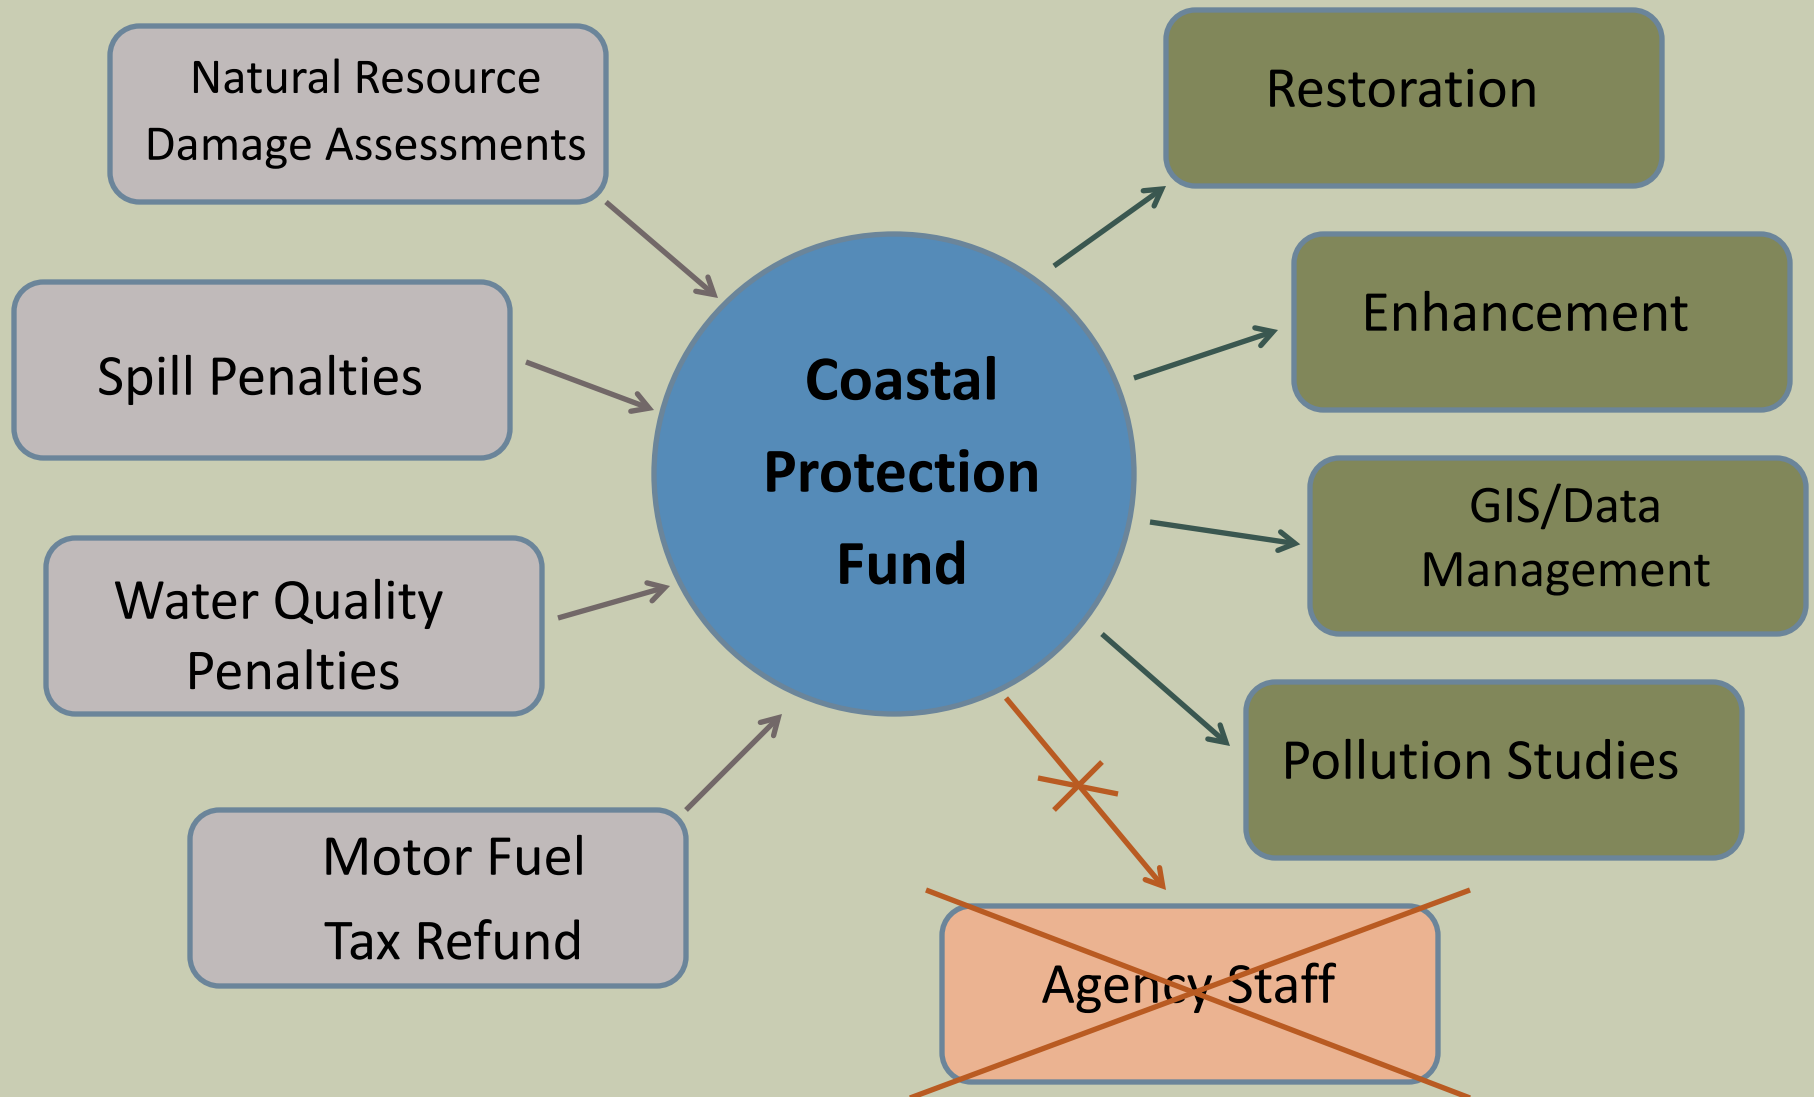 Natural Resource
Damage Assessments
Spill Penalties
Water Quality
Penalties
Motor Fuel
Tax Refund
Coastal
Protection
Fund
Restoration
Enhancement
GIS/Data
Management
Pollution Studies
Agency Staff